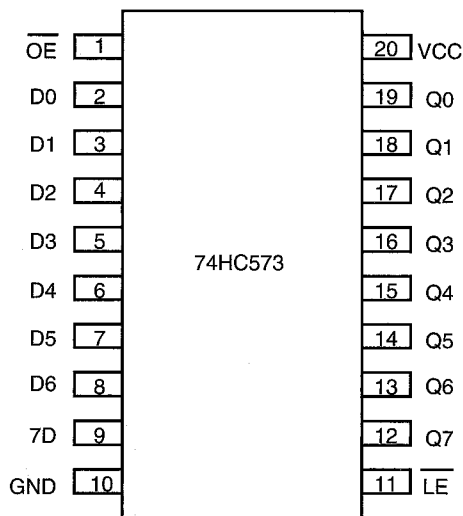 OE 1 20 VCC
D0 2 19 Q0
D1 3 18 Q1
D2 4 17 Q2
D3 5 16 Q3
74HC573
D4 6 15 Q4
D5 7 14 Q5
D6 8 13 Q6
7D 9 12 Q7
GND 10 11 LE